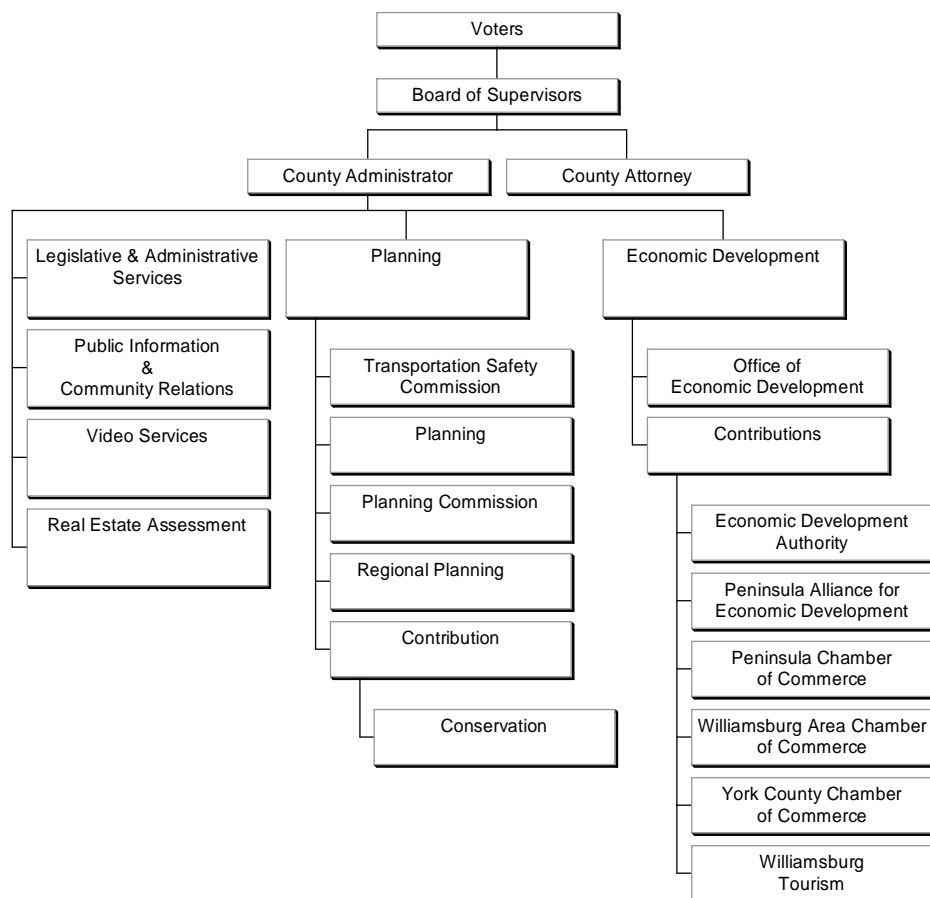 Voters
Board of Supervisors
County Administrator
County Attorney
Legislative & Administrative
Services
Public Information
&
Community Relations
Video Services
Real Estate Assessment
Planning
Transportation Safety
Commission
Planning
Planning Commission
Regional Planning
Contribution
Conservation
Economic Development
Office of
Economic Development
Contributions
Economic Development
Authority
Peninsula Alliance for
Economic Development
Peninsula Chamber
of Commerce
Williamsburg Area Chamber
of Commerce
York County Chamber
of Commerce
Williamsburg
Tourism